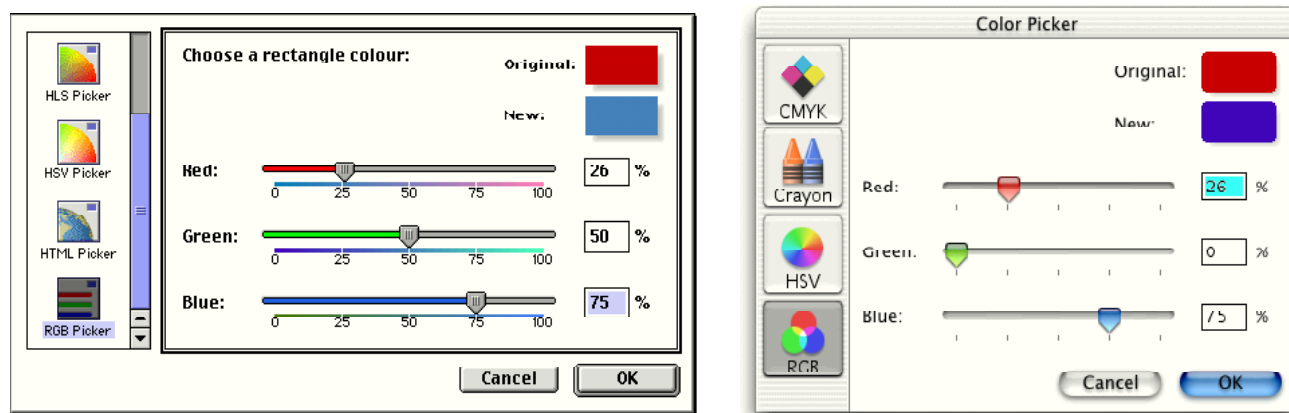 Choose a rectangle colour:
Original:
New:
HLS Picker
HSV Picker
HTML Picker
RGB Picker
Red:
26 %
0 25 50 75 100
Green:
50 %
0 25 50 75 100
Blue:
75 %
0 25 50 75 100
Cancel OK
Color Picker
Original:
New:
CMYK
Crayon
HSV
RGB
Red:
26 %
Green:
0 %
Blue:
75 %
Cancel OK